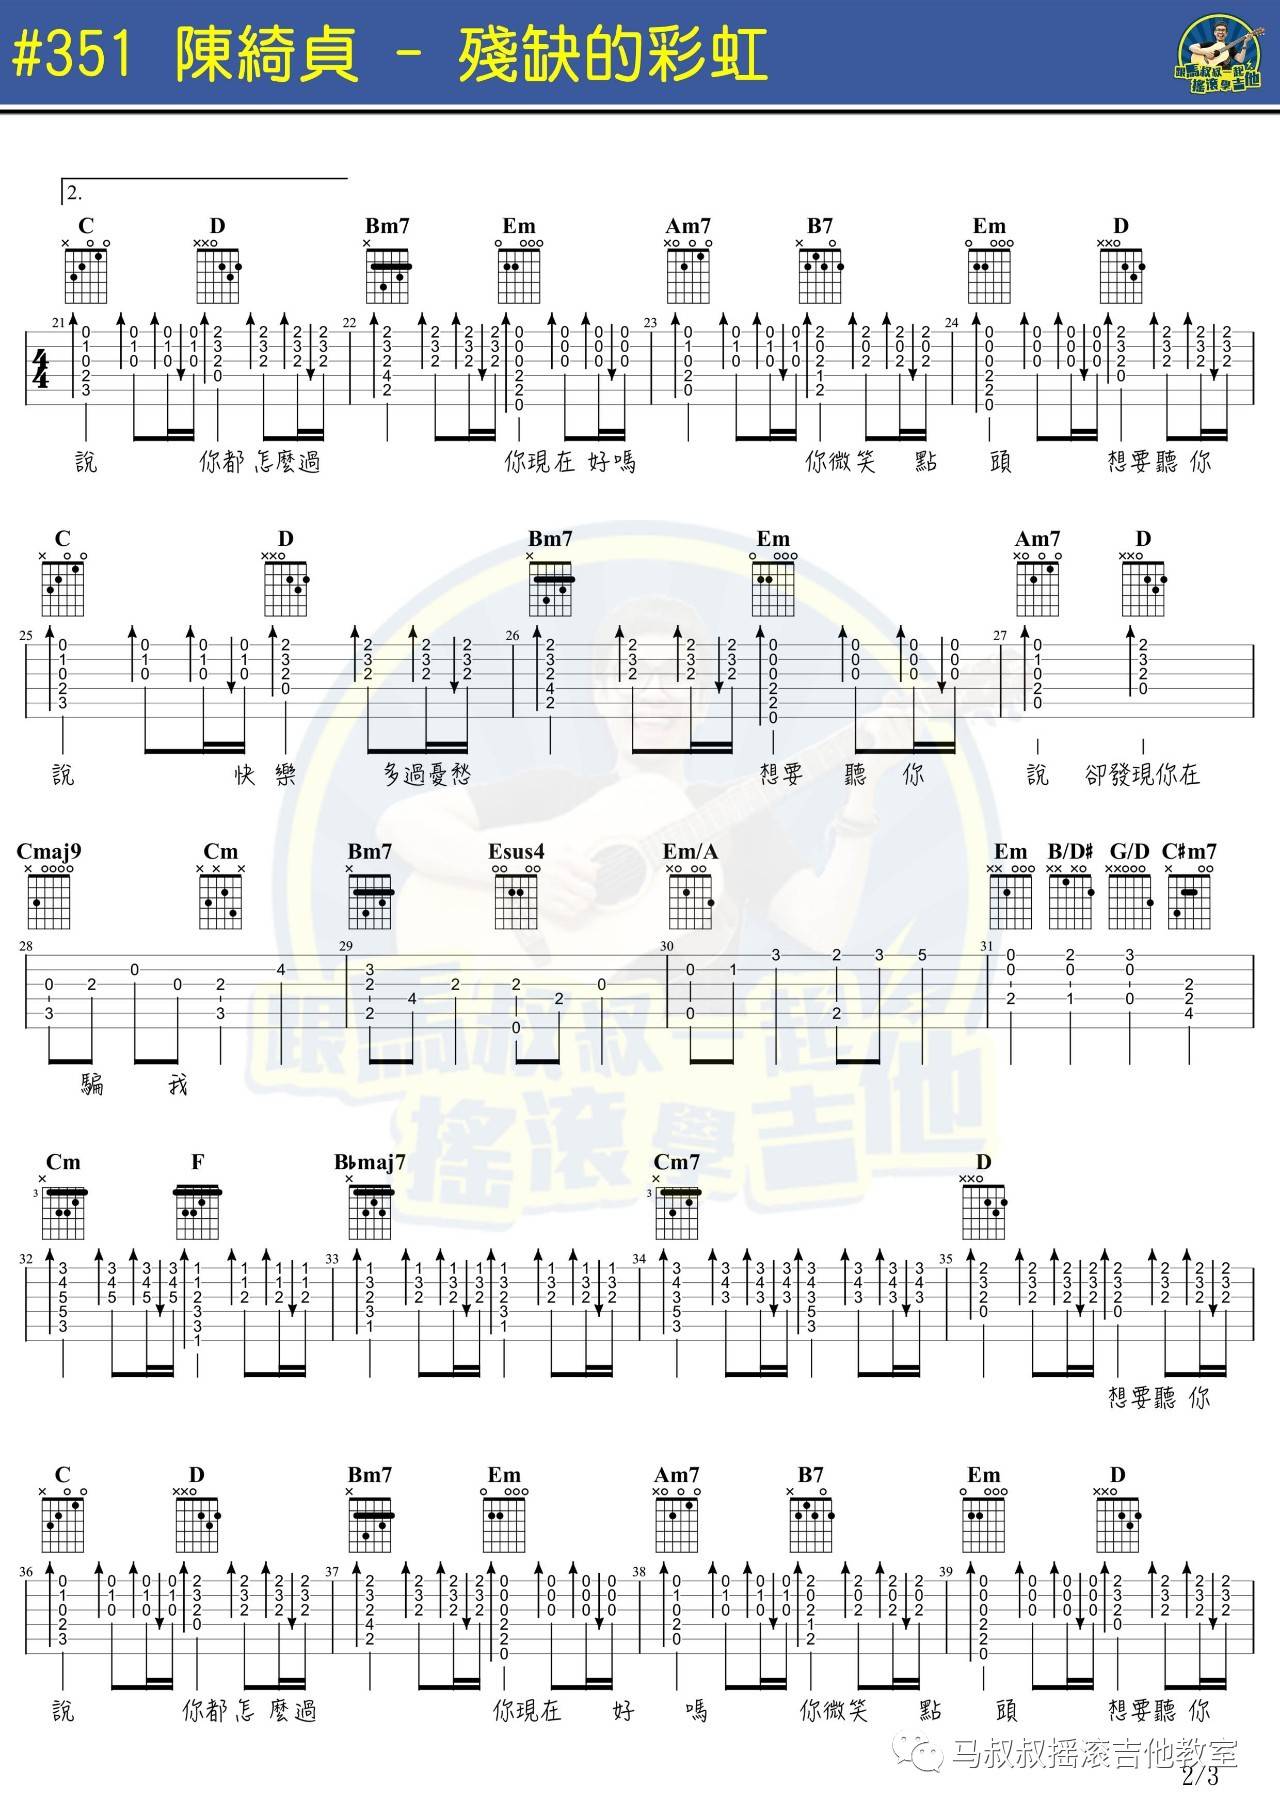 #351 陳綺貞 - 殘缺的彩虹
跟馬叔叔一起
搖滾學吉他
2.
C D Bm7 Em Am7 B7 Em D
21 22 23 24
說 你都怎麼過 你現在好嗎 你微笑 點 頭 想要聽你
C D Bm7 Em Am7 D
25 26 27
說 快樂 多過憂愁 想要 聽 你 說 卻發現你在
Cmaj9 Cm Bm7 Esus4 Em/A Em B/D# G/D C#m7
28 29 30 31
騙 我
Cm F B♭maj7 Cm7 D
32 33 34 35
想要聽你
C D Bm7 Em Am7 B7 Em D
36 37 38 39
說 你都怎麼過 你現在 好 嗎 你微笑 點 頭 想要聽你
马叔叔摇滚吉他教室
2/3